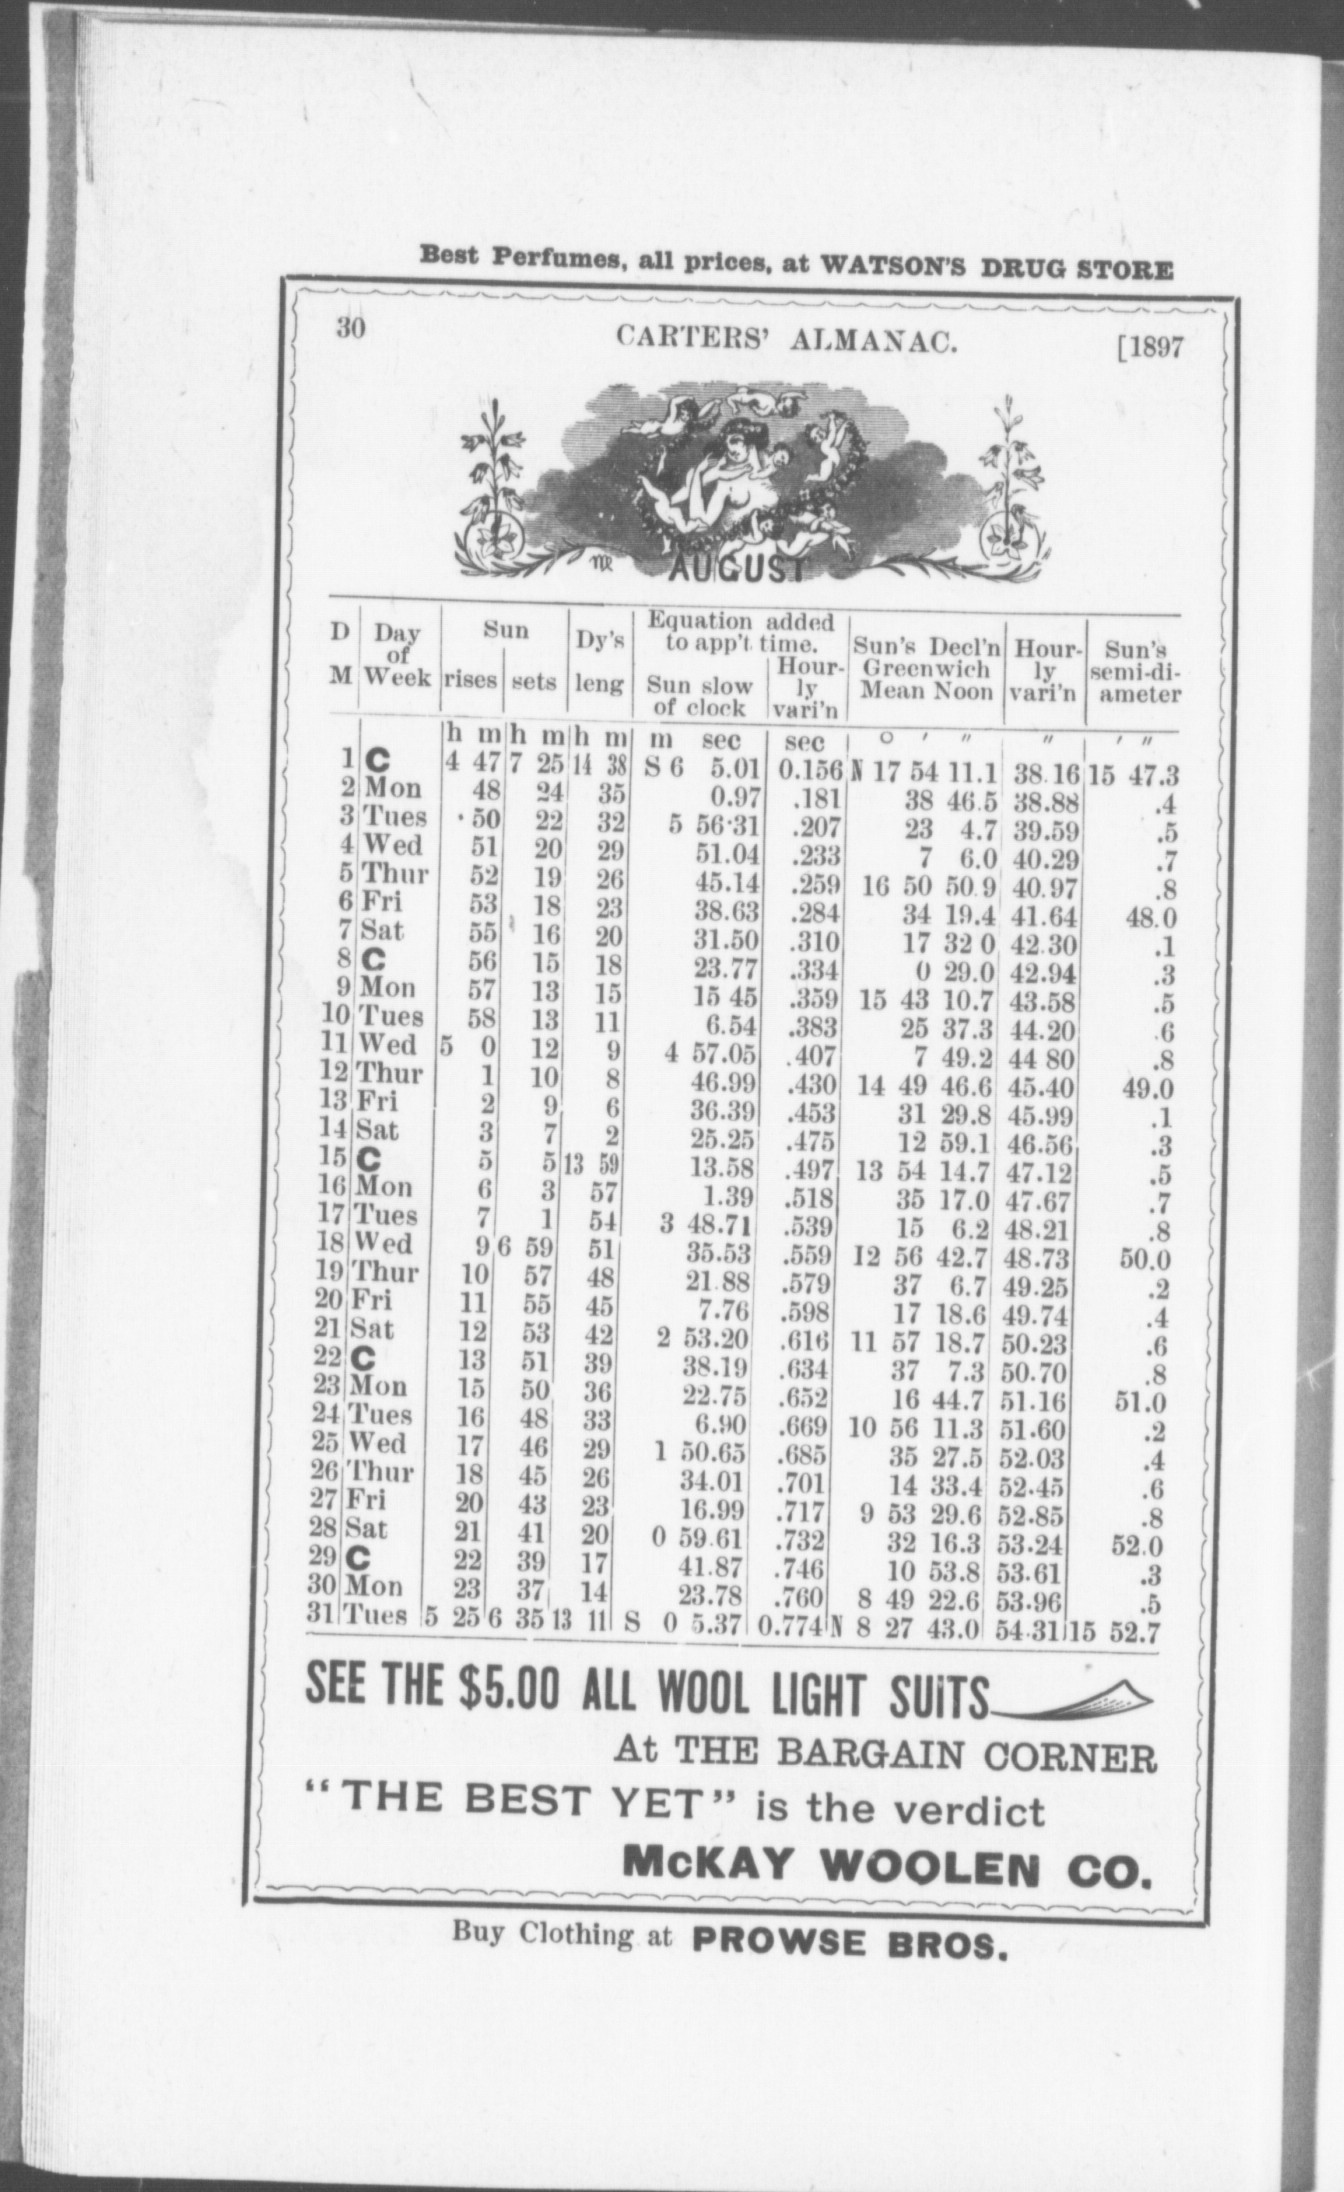 Best Perfumes, all prices, at WATSON'S DRUG STORE
30 CARTERS' ALMANAC. [1897
AUGUST
D M | Day of Week | Sun rises | sets | Dy's leng | Equation added to app't. time. Sun slow of clock | Hour-ly vari'n | Sun's Decl'n Greenwich Mean Noon | Hour-ly vari'n | Sun's semi-di-ameter
h m | h m | h m | m sec | sec | ° ' " | " | ' "
1 C 4 47 7 25 14 38 S 6 5.01 0.156 N 17 54 11.1 38.16 15 47.3
2 Mon 48 24 35 0.97 .181 38 46.5 38.88 .4
3 Tues 50 22 32 5 56·31 .207 23 4.7 39.59 .5
4 Wed 51 20 29 51.04 .233 7 6.0 40.29 .7
5 Thur 52 19 26 45.14 .259 16 50 50.9 40.97 .8
6 Fri 53 18 23 38.63 .284 34 19.4 41.64 48.0
7 Sat 55 16 20 31.50 .310 17 32 0 42.30 .1
8 C 56 15 18 23.77 .334 0 29.0 42.94 .3
9 Mon 57 13 15 15 45 .359 15 43 10.7 43.58 .5
10 Tues 58 13 11 6.54 .383 25 37.3 44.20 .6
11 Wed 5 0 12 9 4 57.05 .407 7 49.2 44 80 .8
12 Thur 1 10 8 46.99 .430 14 49 46.6 45.40 49.0
13 Fri 2 9 6 36.39 .453 31 29.8 45.99 .1
14 Sat 3 7 2 25.25 .475 12 59.1 46.56 .3
15 C 5 5 13 59 13.58 .497 13 54 14.7 47.12 .5
16 Mon 6 3 57 1.39 .518 35 17.0 47.67 .7
17 Tues 7 1 54 3 48.71 .539 15 6.2 48.21 .8
18 Wed 9 6 59 51 35.53 .559 12 56 42.7 48.73 50.0
19 Thur 10 57 48 21.88 .579 37 6.7 49.25 .2
20 Fri 11 55 45 7.76 .598 17 18.6 49.74 .4
21 Sat 12 53 42 2 53.20 .616 11 57 18.7 50.23 .6
22 C 13 51 39 38.19 .634 37 7.3 50.70 .8
23 Mon 15 50 36 22.75 .652 16 44.7 51.16 51.0
24 Tues 16 48 33 6.90 .669 10 56 11.3 51.60 .2
25 Wed 17 46 29 1 50.65 .685 35 27.5 52.03 .4
26 Thur 18 45 26 34.01 .701 14 33.4 52.45 .6
27 Fri 20 43 23 16.99 .717 9 53 29.6 52.85 .8
28 Sat 21 41 20 0 59.61 .732 32 16.3 53.24 52.0
29 C 22 39 17 41.87 .746 10 53.8 53.61 .3
30 Mon 23 37 14 23.78 .760 8 49 22.6 53.96 .5
31 Tues 5 25 6 35 13 11 S 0 5.37 0.774 N 8 27 43.0 54.31 15 52.7
SEE THE $5.00 ALL WOOL LIGHT SUITS
At THE BARGAIN CORNER
"THE BEST YET" is the verdict
McKAY WOOLEN CO.
Buy Clothing at PROWSE BROS.